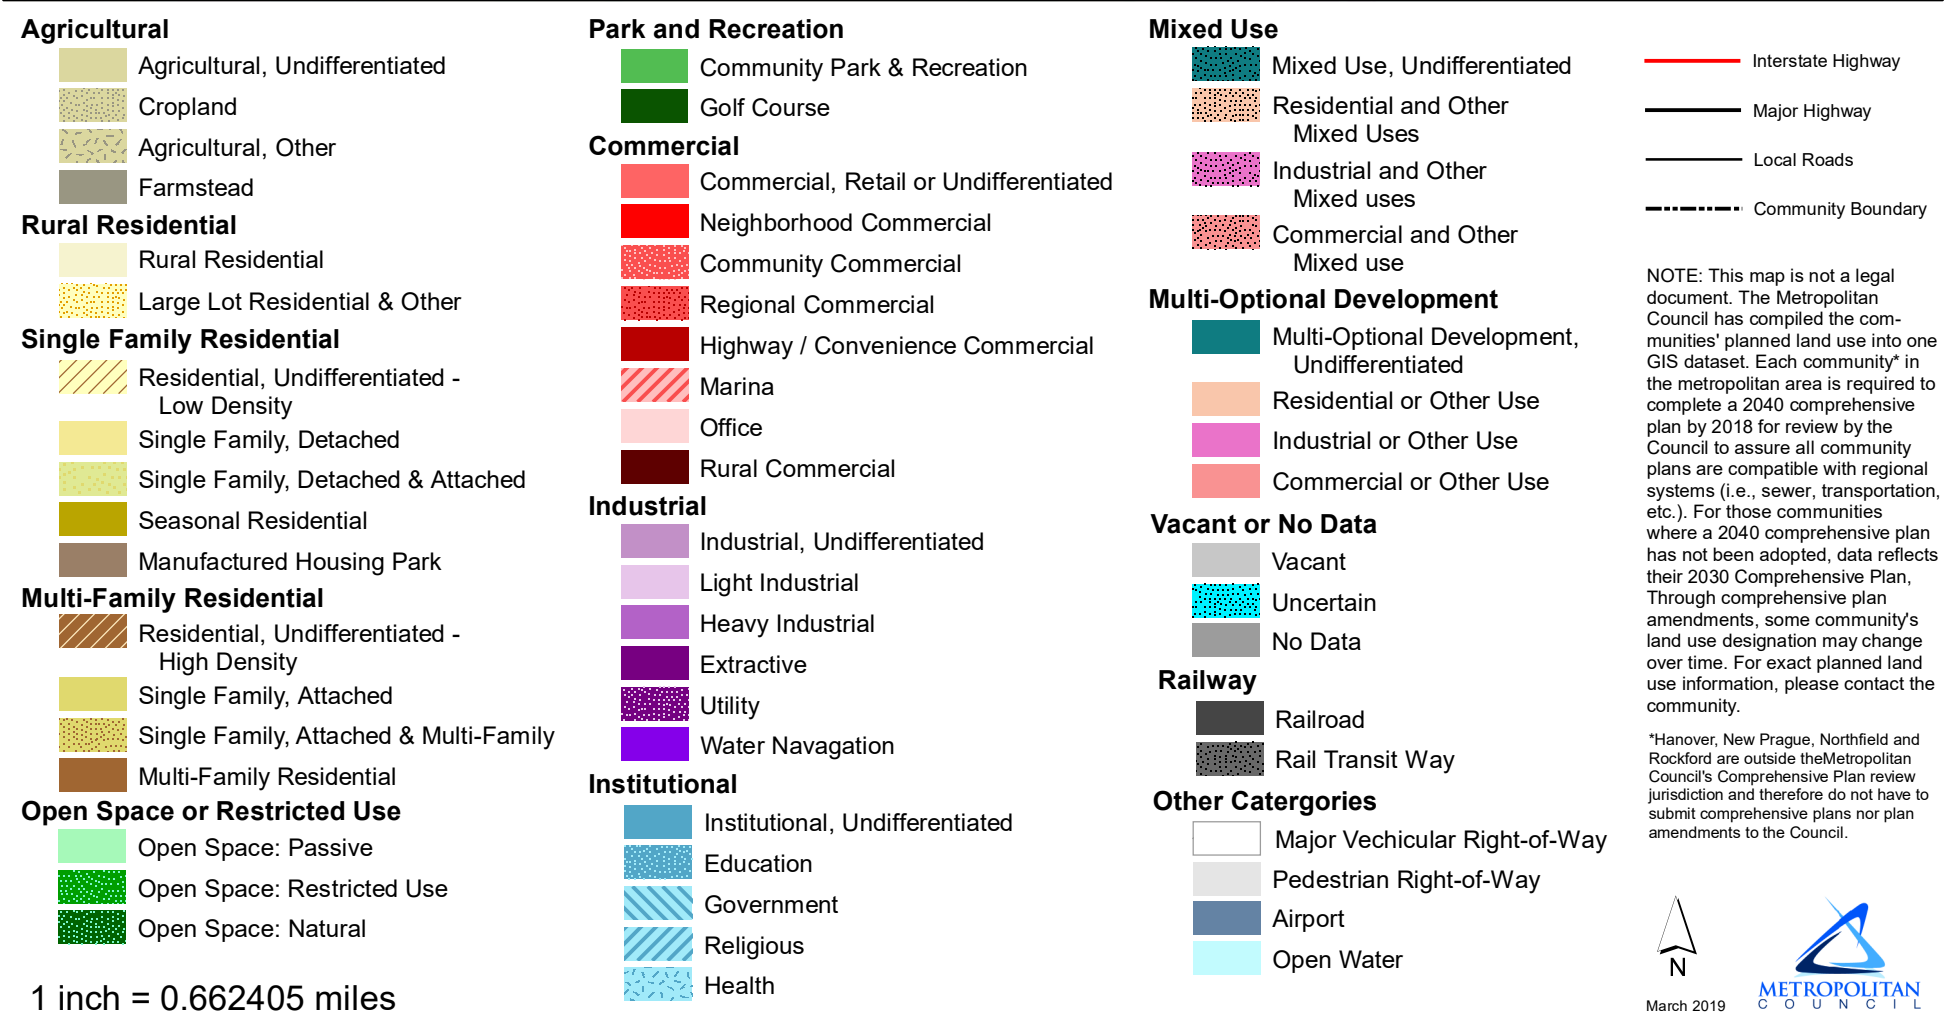 Agricultural
Agricultural, Undifferentiated
Cropland
Agricultural, Other
Farmstead
Rural Residential
Rural Residential
Large Lot Residential & Other
Single Family Residential
Residential, Undifferentiated -
Low Density
Single Family, Detached
Single Family, Detached & Attached
Seasonal Residential
Manufactured Housing Park
Multi-Family Residential
Residential, Undifferentiated -
High Density
Single Family, Attached
Single Family, Attached & Multi-Family
Multi-Family Residential
Open Space or Restricted Use
Open Space: Passive
Open Space: Restricted Use
Open Space: Natural
1 inch = 0.662405 miles
Park and Recreation
Community Park & Recreation
Golf Course
Commercial
Commercial, Retail or Undifferentiated
Neighborhood Commercial
Community Commercial
Regional Commercial
Highway / Convenience Commercial
Marina
Office
Rural Commercial
Industrial
Industrial, Undifferentiated
Light Industrial
Heavy Industrial
Extractive
Utility
Water Navagation
Institutional
Institutional, Undifferentiated
Education
Government
Religious
Health
Mixed Use
Mixed Use, Undifferentiated
Residential and Other
Mixed Uses
Industrial and Other
Mixed uses
Commercial and Other
Mixed use
Multi-Optional Development
Multi-Optional Development,
Undifferentiated
Residential or Other Use
Industrial or Other Use
Commercial or Other Use
Vacant or No Data
Vacant
Uncertain
No Data
Railway
Railroad
Rail Transit Way
Other Catergories
Major Vechicular Right-of-Way
Pedestrian Right-of-Way
Airport
Open Water
Interstate Highway
Major Highway
Local Roads
Community Boundary
NOTE: This map is not a legal
document. The Metropolitan
Council has compiled the com-
munities' planned land use into one
GIS dataset. Each community* in
the metropolitan area is required to
complete a 2040 comprehensive
plan by 2018 for review by the
Council to assure all community
plans are compatible with regional
systems (i.e., sewer, transportation,
etc.). For those communities
where a 2040 comprehensive plan
has not been adopted, data reflects
their 2030 Comprehensive Plan,
Through comprehensive plan
amendments, some community's
land use designation may change
over time. For exact planned land
use information, please contact the
community.
*Hanover, New Prague, Northfield and
Rockford are outside theMetropolitan
Council's Comprehensive Plan review
jurisdiction and therefore do not have to
submit comprehensive plans nor plan
amendments to the Council.
N
March 2019
METROPOLITAN
COUNCIL